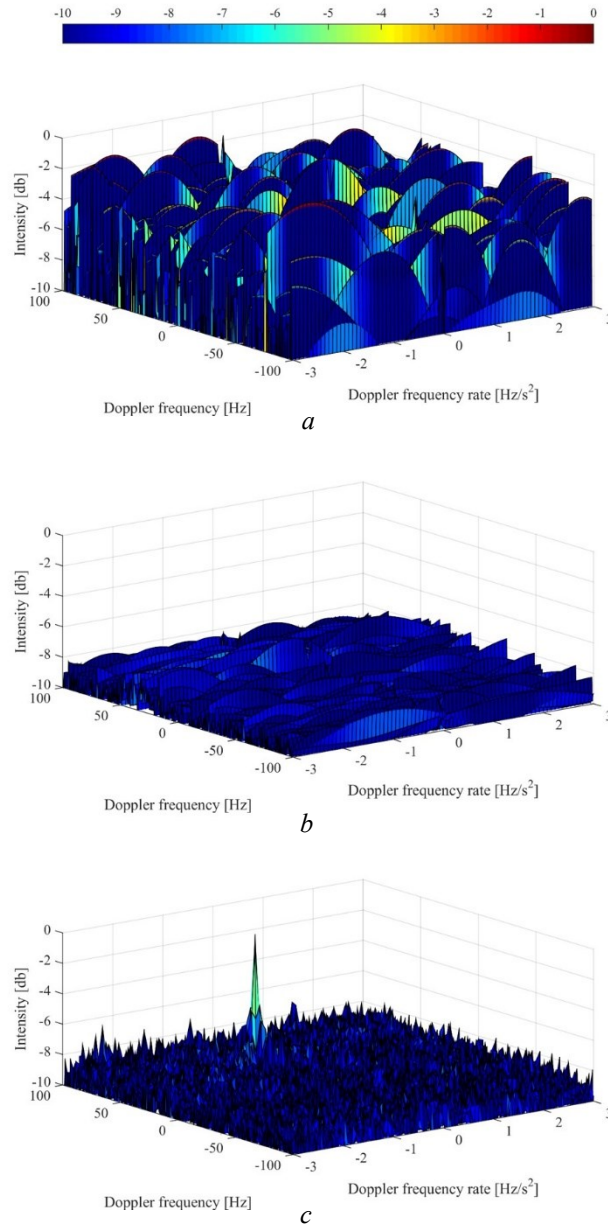 -10 -9 -8 -7 -6 -5 -4 -3 -2 -1 0
0
-2
-4
-6
-8
-10
Intensity [db]
100 50 0 -50 -100
Doppler frequency [Hz]
-3 -2 -1 0 1 2 3
Doppler frequency rate [Hz/s²]
a
0
-2
-4
-6
-8
-10
Intensity [db]
100 50 0 -50 -100
Doppler frequency [Hz]
-3 -2 -1 0 1 2 3
Doppler frequency rate [Hz/s²]
b
0
-2
-4
-6
-8
-10
Intensity [db]
100 50 0 -50 -100
Doppler frequency [Hz]
-3 -2 -1 0 1 2 3
Doppler frequency rate [Hz/s²]
c